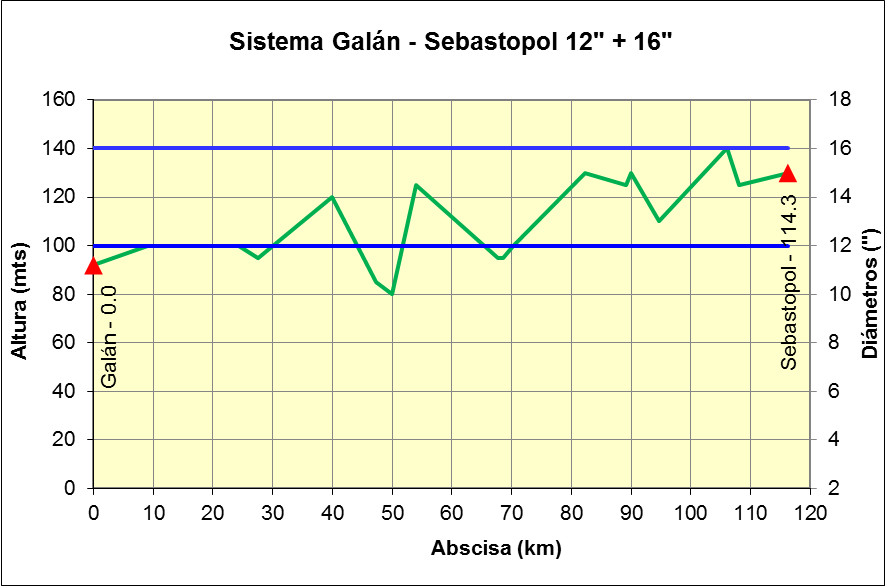 Sistema Galán - Sebastopol 12" + 16"
160
140
120
100
80
60
40
20
0
Altura (mts)
18
16
14
12
10
8
6
4
2
Diámetros (")
Galán - 0.0
Sebastopol - 114.3
0 10 20 30 40 50 60 70 80 90 100 110 120
Abscisa (km)